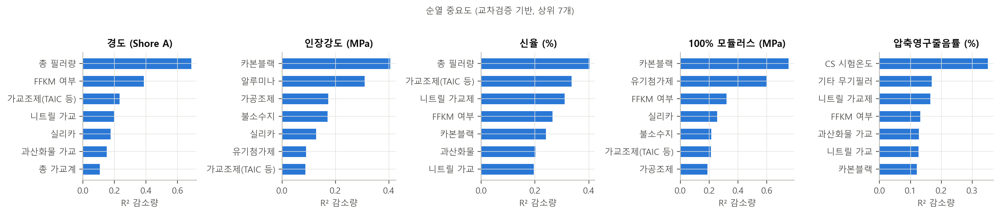 순열 중요도 (교차검증 기반, 상위 7개)
경도 (Shore A)
총 필러량
FFKM 여부
가교조제(TAIC 등)
니트릴 가교
실리카
과산화물 가교
총 가교계
0.0 0.2 0.4 0.6
R² 감소량
인장강도 (MPa)
카본블랙
알루미나
가공조제
불소수지
실리카
유기첨가제
가교조제(TAIC 등)
0.0 0.2 0.4
R² 감소량
신율 (%)
총 필러량
가교조제(TAIC 등)
니트릴 가교제
FFKM 여부
카본블랙
과산화물
니트릴 가교
0.0 0.2 0.4
R² 감소량
100% 모듈러스 (MPa)
카본블랙
유기첨가제
FFKM 여부
실리카
불소수지
가교조제(TAIC 등)
가공조제
0.0 0.2 0.4 0.6
R² 감소량
압축영구줄음률 (%)
CS 시험온도
기타 무기필러
니트릴 가교제
FFKM 여부
과산화물 가교
니트릴 가교
카본블랙
0.0 0.1 0.2 0.3
R² 감소량